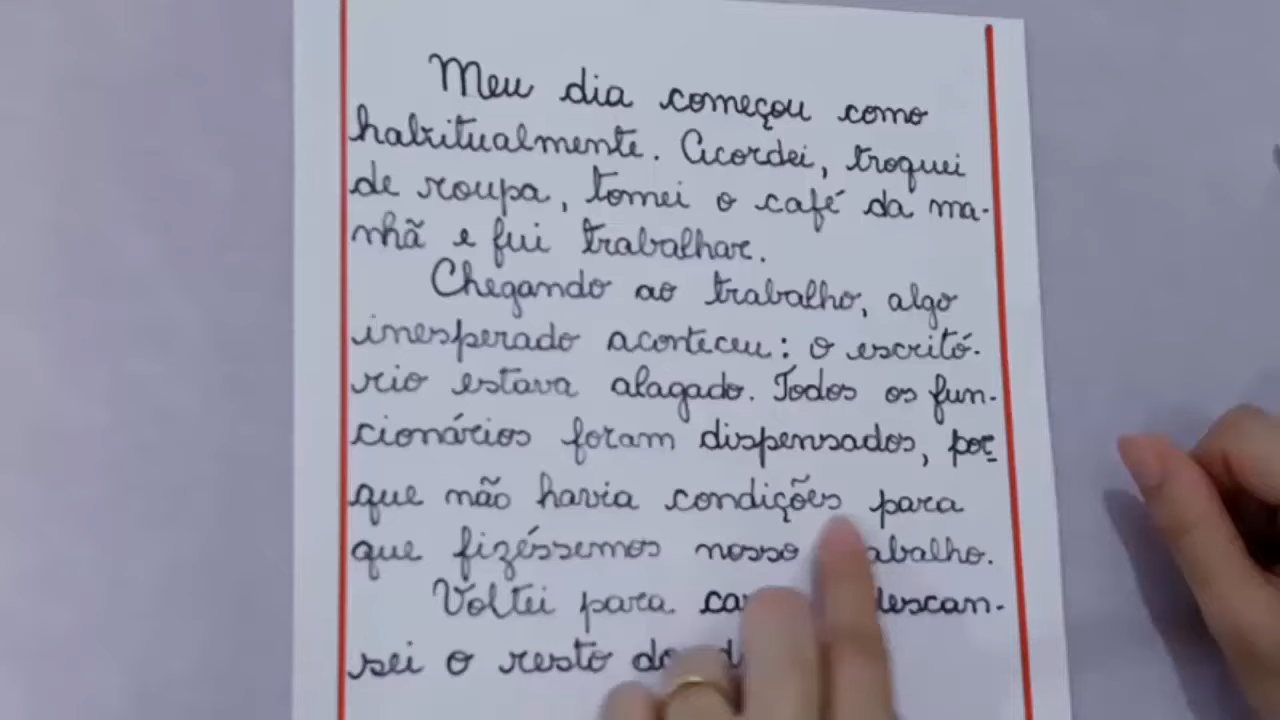 Meu dia começou como
habitualmente. Acordei, troquei
de roupa, tomei o café da ma-
nhã e fui trabalhar.
Chegando ao trabalho, algo
inesperado aconteceu: o escritó-
rio estava alagado. Todos os fun-
cionários foram dispensados, por-
que não havia condições para
que fizéssemos nosso
Voltei para
sei o resto